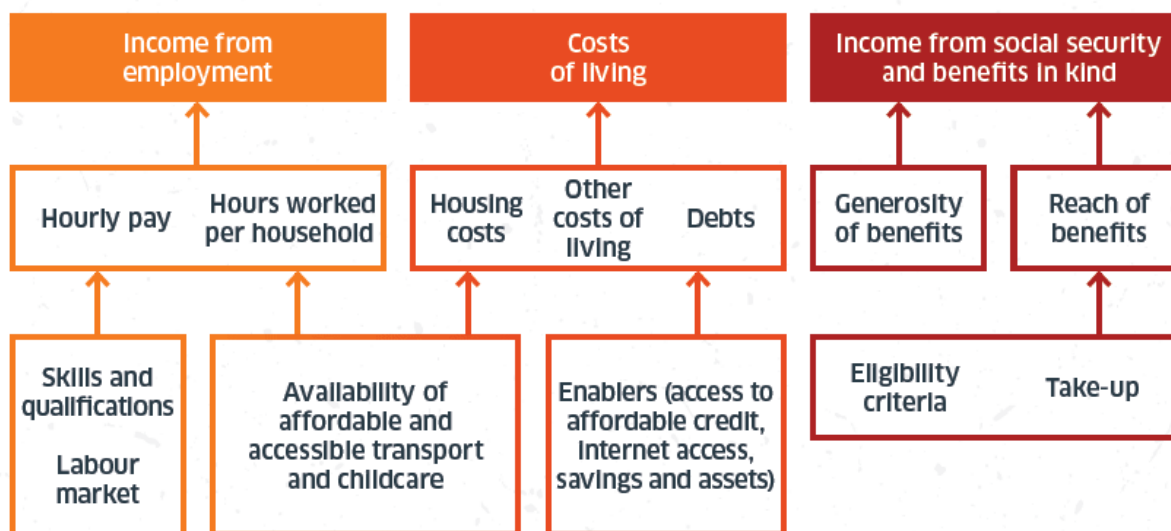 Income from
employment
Costs
of living
Income from social security
and benefits in kind
Hourly pay
Hours worked
per household
Housing
costs
Other
costs of
living
Debts
Generosity
of benefits
Reach of
benefits
Skills and
qualifications
Labour
market
Availability of
affordable and
accessible transport
and childcare
Enablers (access to
affordable credit,
internet access,
savings and assets)
Eligibility
criteria
Take-up